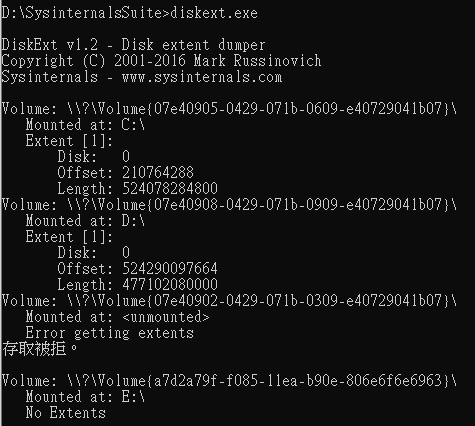 D:\SysinternalsSuite>diskext.exe
DiskExt v1.2 - Disk extent dumper
Copyright (C) 2001-2016 Mark Russinovich
Sysinternals - www.sysinternals.com
Volume: \\?\Volume{07e40905-0429-071b-0609-e40729041b07}\
Mounted at: C:\
Extent [1]:
Disk: 0
Offset: 210764288
Length: 524078284800
Volume: \\?\Volume{07e40908-0429-071b-0909-e40729041b07}\
Mounted at: D:\
Extent [1]:
Disk: 0
Offset: 524290097664
Length: 477102080000
Volume: \\?\Volume{07e40902-0429-071b-0309-e40729041b07}\
Mounted at: <unmounted>
Error getting extents
存取被拒。
Volume: \\?\Volume{a7d2a79f-f085-11ea-b90e-806e6f6e6963}\
Mounted at: E:\
No Extents